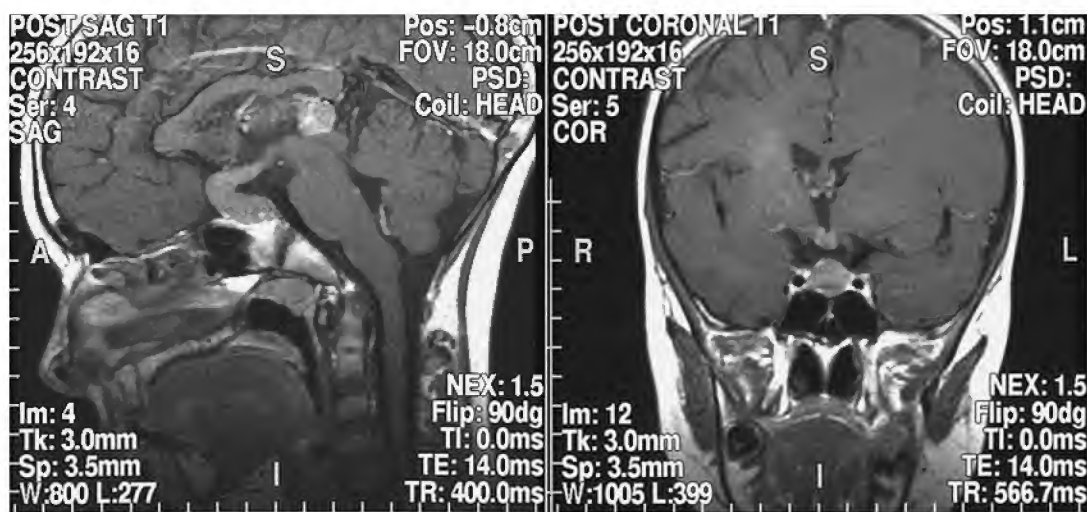 POST SAG T1
256x192x16
CONTRAST
Ser: 4
SAG
S
Pos: -0.8cm
FOV: 18.0cm
PSD:
Coil: HEAD
A
P
Im: 4
Tk: 3.0mm
Sp: 3.5mm
W:800 L:277
I
NEX: 1.5
Flip: 90dg
TI: 0.0ms
TE: 14.0ms
TR: 400.0ms
POST CORONAL T1
256x192x16
CONTRAST
Ser: 5
COR
S
Pos: 1.1cm
FOV: 18.0cm
PSD:
Coil: HEAD
R
L
Im: 12
Tk: 3.0mm
Sp: 3.5mm
W:1005 L:399
I
NEX: 1.5
Flip: 90dg
TI: 0.0ms
TE: 14.0ms
TR: 566.7ms